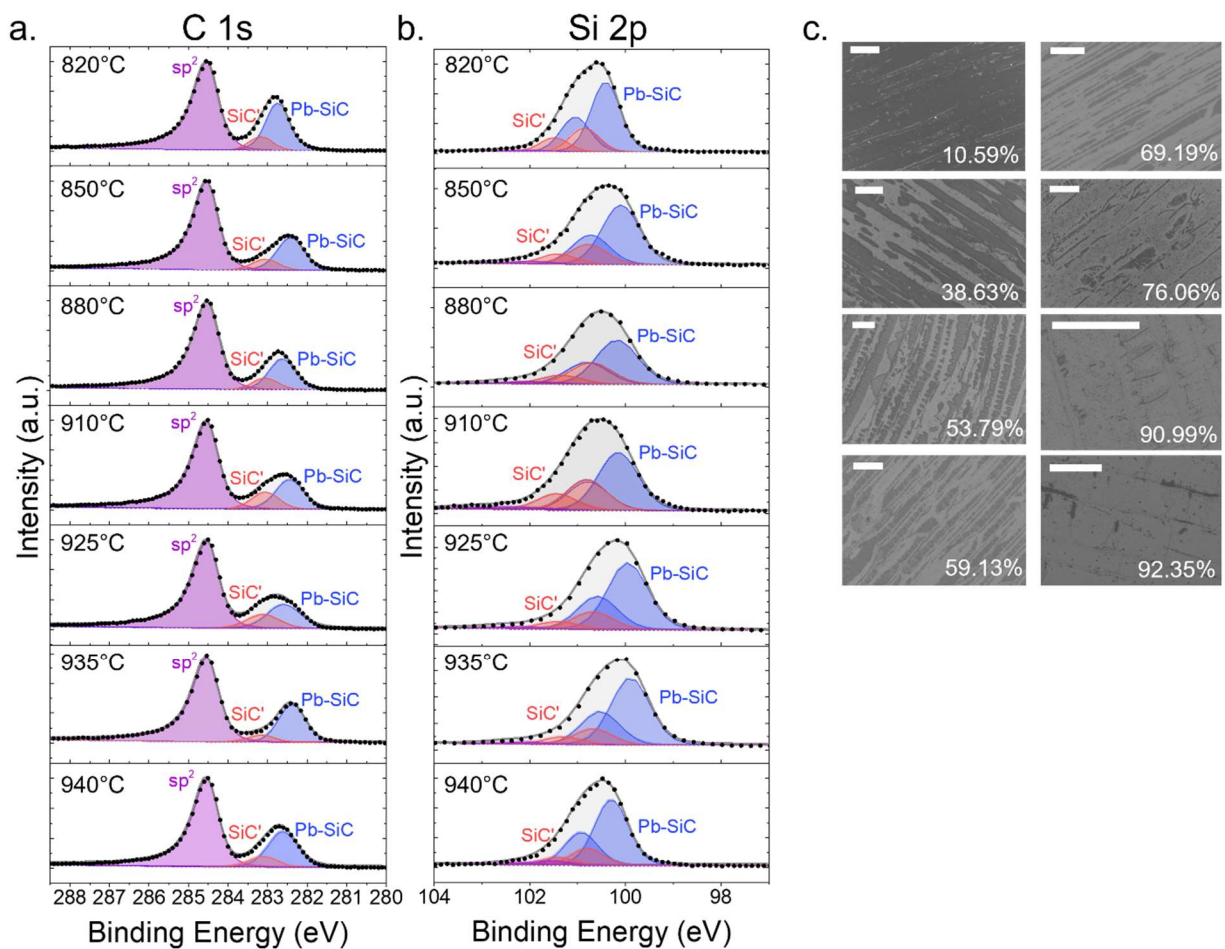 a.
C 1s
820°C
sp²
SiC'
Pb-SiC
850°C
sp²
SiC'
Pb-SiC
880°C
sp²
SiC'
Pb-SiC
910°C
sp²
SiC'
Pb-SiC
925°C
sp²
SiC'
Pb-SiC
935°C
sp²
SiC'
Pb-SiC
940°C
sp²
SiC'
Pb-SiC
Intensity (a.u.)
288 287 286 285 284 283 282 281 280
Binding Energy (eV)
b.
Si 2p
820°C
SiC'
Pb-SiC
850°C
SiC'
Pb-SiC
880°C
SiC'
Pb-SiC
910°C
SiC'
Pb-SiC
925°C
SiC'
Pb-SiC
935°C
SiC'
Pb-SiC
940°C
SiC'
Pb-SiC
Intensity (a.u.)
104 102 100 98
Binding Energy (eV)
c.
10.59%
69.19%
38.63%
76.06%
53.79%
90.99%
59.13%
92.35%